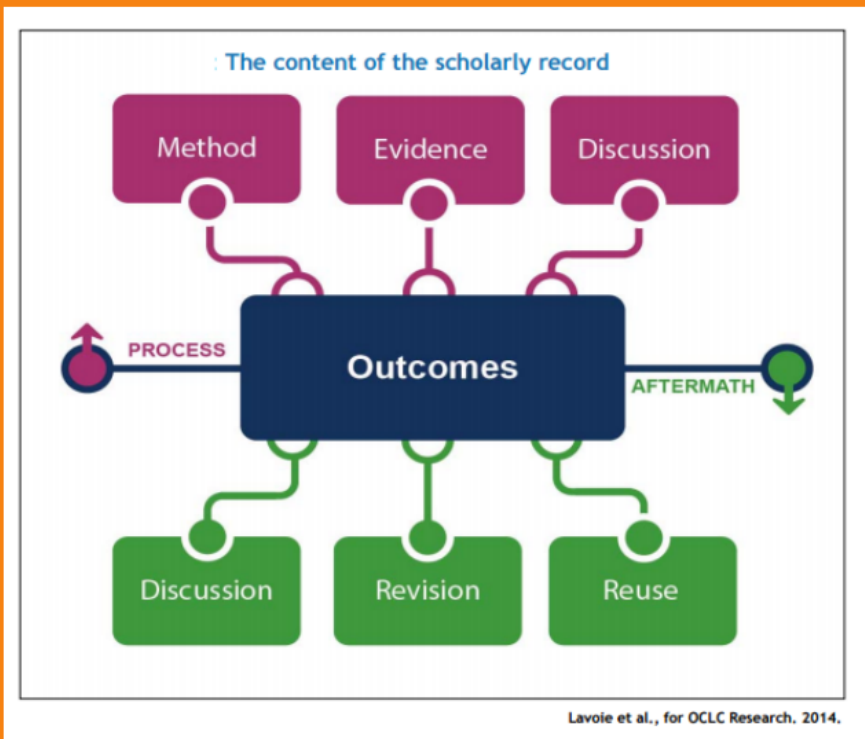 : The content of the scholarly record
Method
Evidence
Discussion
PROCESS
Outcomes
AFTERMATH
Discussion
Revision
Reuse
Lavoie et al., for OCLC Research. 2014.